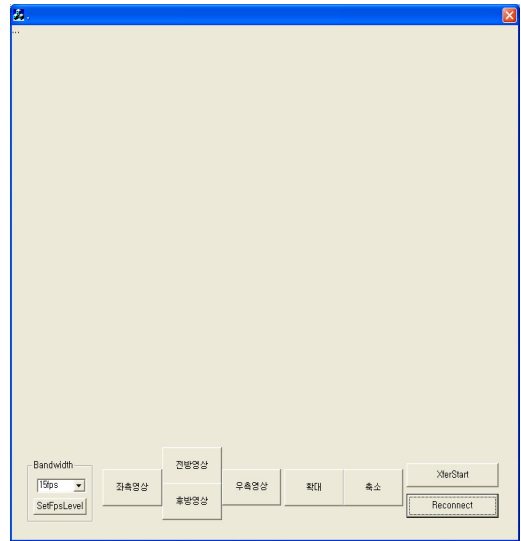 .
...
Bandwidth
15fps
SetFpsLevel
좌측영상
전방영상
후방영상
우측영상
확대
축소
XferStart
Reconnect